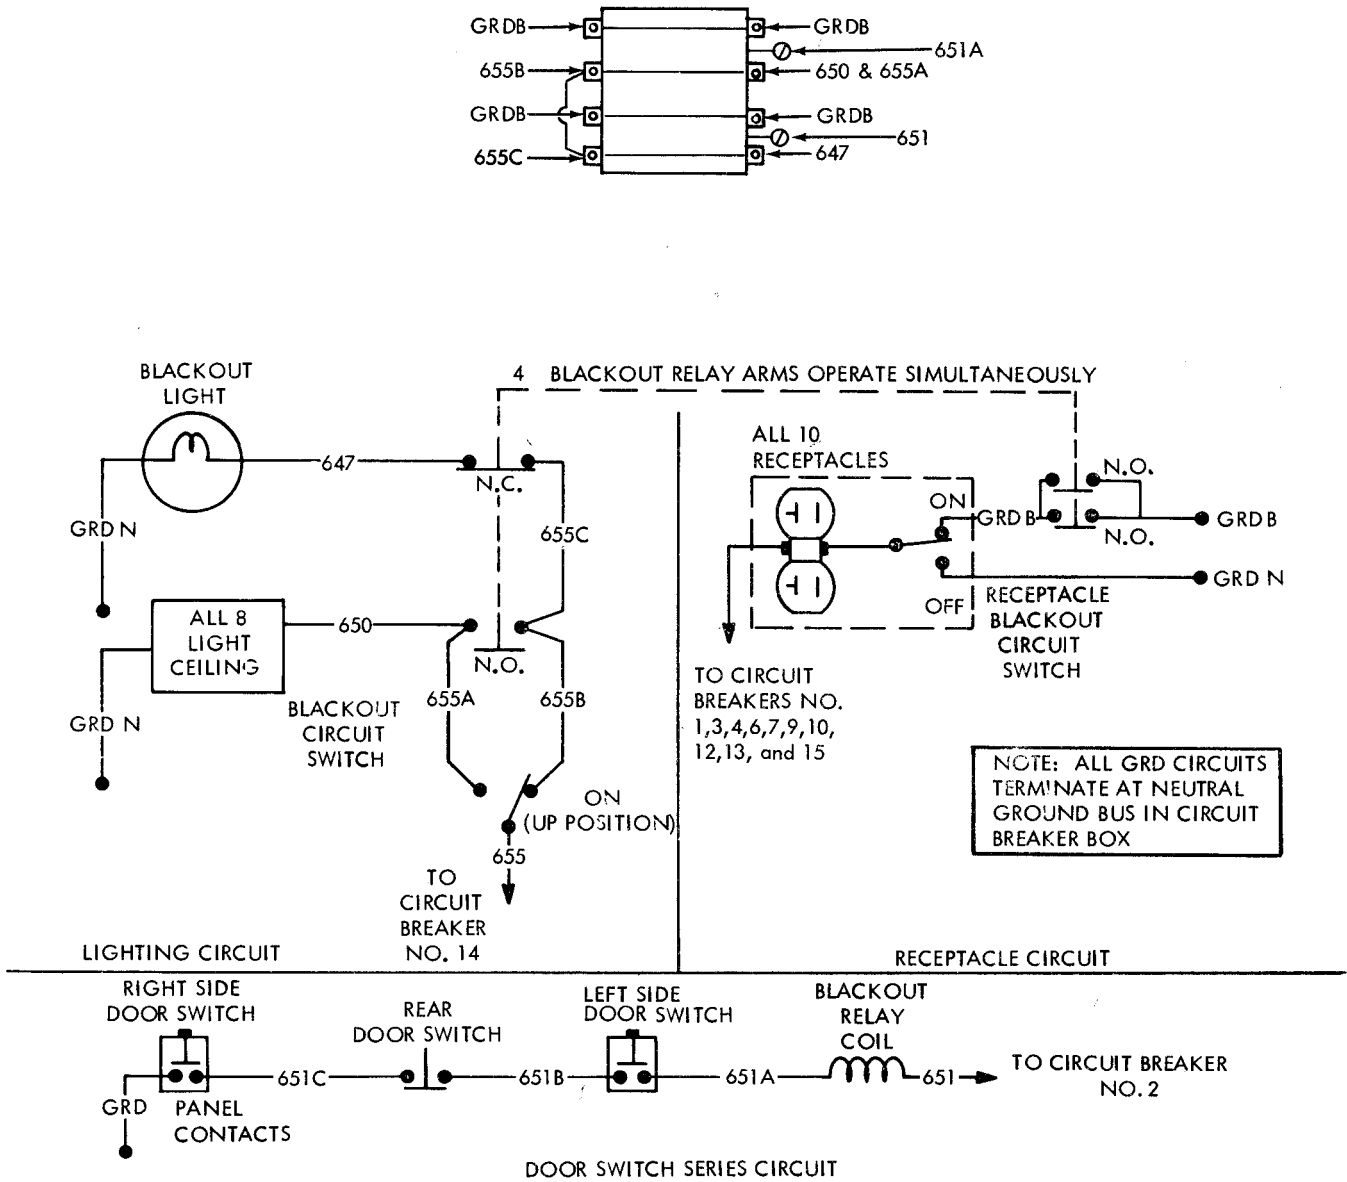 GRDB
GRDB
651A
655B
650 & 655A
GRDB
GRDB
651
655C
647
BLACKOUT
LIGHT
4 BLACKOUT RELAY ARMS OPERATE SIMULTANEOUSLY
647
N.C.
GRD N
655C
ALL 8
LIGHT
CEILING
650
N.O.
GRD N
655A
655B
BLACKOUT
CIRCUIT
SWITCH
ON
(UP POSITION)
655
TO
CIRCUIT
BREAKER
NO. 14
LIGHTING CIRCUIT
ALL 10
RECEPTACLES
ON
GRD B
N.O.
N.O.
GRD B
GRD N
OFF
RECEPTACLE
BLACKOUT
CIRCUIT
SWITCH
TO CIRCUIT
BREAKERS NO.
1,3,4,6,7,9,10,
12,13, and 15
NOTE: ALL GRD CIRCUITS
TERMINATE AT NEUTRAL
GROUND BUS IN CIRCUIT
BREAKER BOX
RECEPTACLE CIRCUIT
RIGHT SIDE
DOOR SWITCH
REAR
DOOR SWITCH
LEFT SIDE
DOOR SWITCH
BLACKOUT
RELAY
COIL
651C
651B
651A
651
TO CIRCUIT BREAKER
NO. 2
GRD
PANEL
CONTACTS
DOOR SWITCH SERIES CIRCUIT